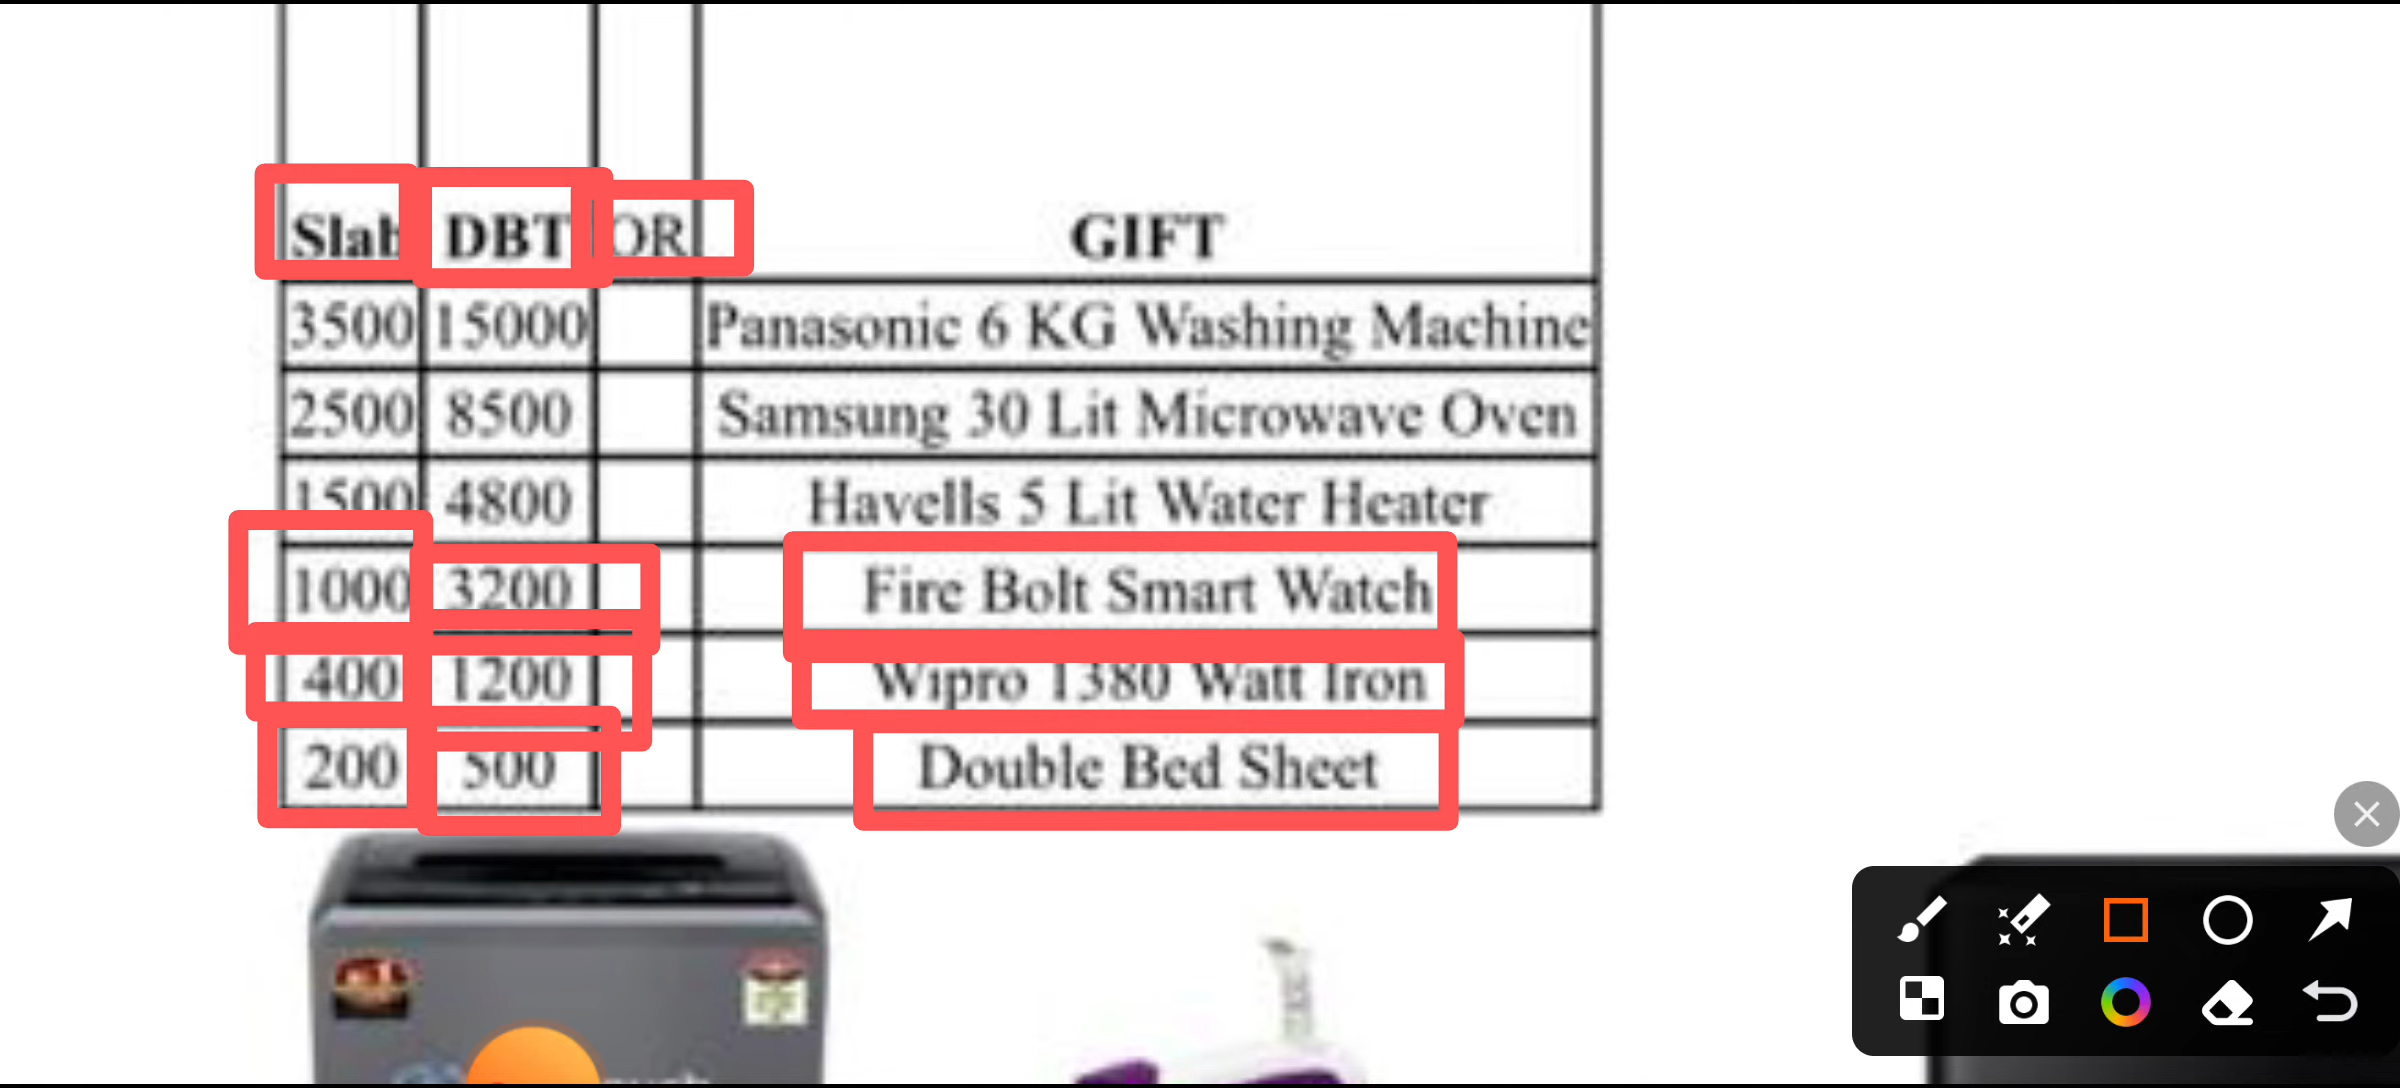 Slab DBT OR GIFT
3500 15000 Panasonic 6 KG Washing Machine
2500 8500 Samsung 30 Lit Microwave Oven
1500 4800 Havells 5 Lit Water Heater
1000 3200 Fire Bolt Smart Watch
400 1200 Wipro 1380 Watt Iron
200 500 Double Bed Sheet